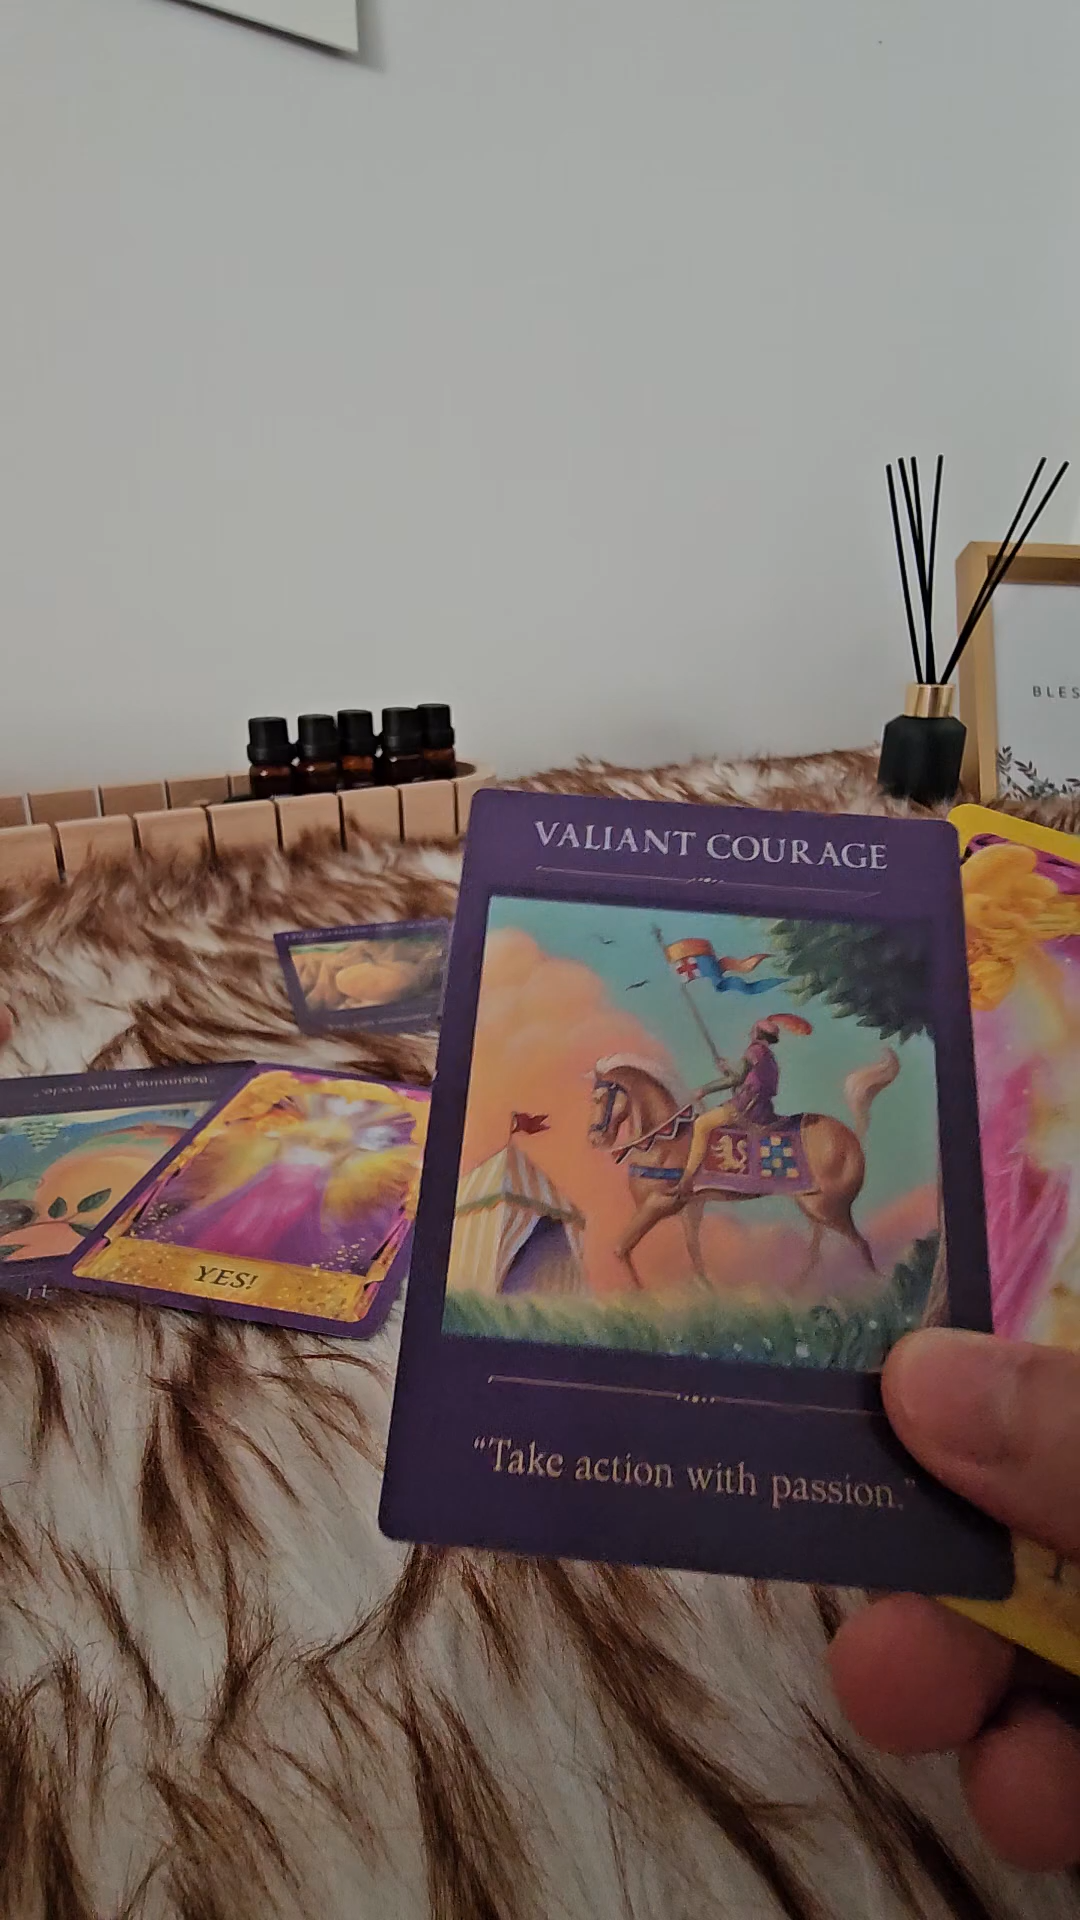 BLES
VALIANT COURAGE
"Beginning a new cycle."
YES!
"Take action with passion."